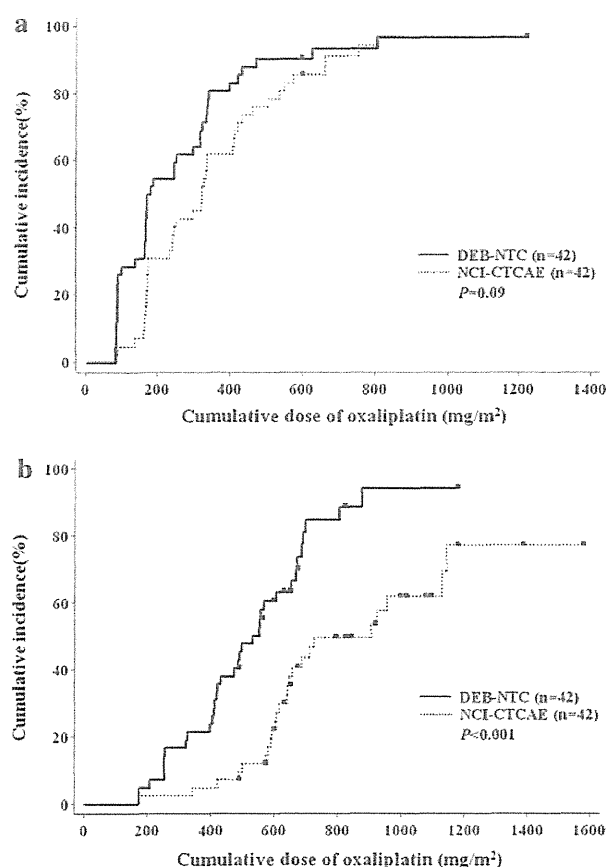 a
100
80
60
40
20
0
Cumulative incidence(%)
DEB-NTC (n=42)
NCI-CTCAE (n=42)
P=0.09
0 200 400 600 800 1000 1200 1400
Cumulative dose of oxaliplatin (mg/m²)
b
100
80
60
40
20
0
Cumulative incidence(%)
DEB-NTC (n=42)
NCI-CTCAE (n=42)
P<0.001
0 200 400 600 800 1000 1200 1400 1600
Cumulative dose of oxaliplatin (mg/m²)